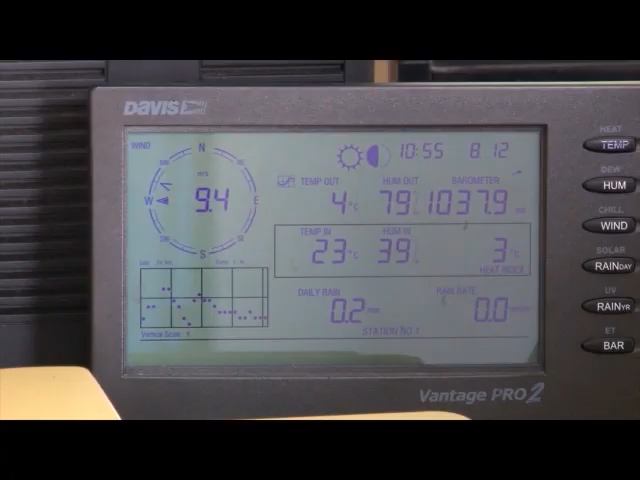 DAVIS
WIND
N
10:55 8 12
HEAT
TEMP
TEMP OUT HUM OUT BAROMETER
M/S
9.4
W E
S
4°C 79 1037.9
DEW
HUM
CHILL
WIND
TEMP IN HUM IN
23°C 39 3°C
HEAT INDEX
SOLAR
RAINDAY
DAILY RAIN RAIN RATE
0.2 0.0
UV
RAINYR
STATION NO. 1
Vertical Scale
ET
BAR
Vantage PRO2